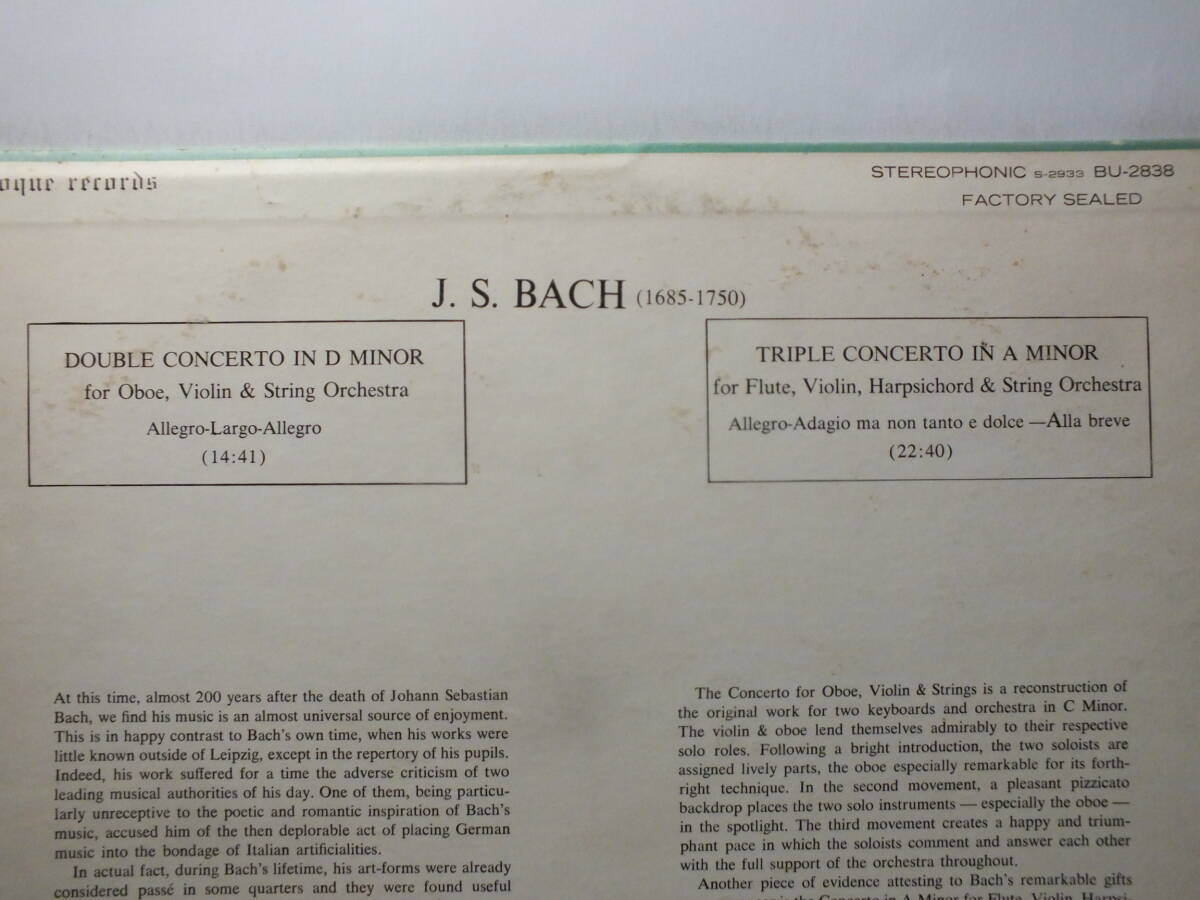 records
STEREOPHONIC S-2933 BU-2838
FACTORY SEALED
J. S. BACH (1685-1750)
DOUBLE CONCERTO IN D MINOR
for Oboe, Violin & String Orchestra
Allegro-Largo-Allegro
(14:41)
TRIPLE CONCERTO IN A MINOR
for Flute, Violin, Harpsichord & String Orchestra
Allegro-Adagio ma non tanto e dolce —Alla breve
(22:40)
At this time, almost 200 years after the death of Johann Sebastian
Bach, we find his music is an almost universal source of enjoyment.
This is in happy contrast to Bach's own time, when his works were
little known outside of Leipzig, except in the repertory of his pupils.
Indeed, his work suffered for a time the adverse criticism of two
leading musical authorities of his day. One of them, being particu-
larly unreceptive to the poetic and romantic inspiration of Bach's
music, accused him of the then deplorable act of placing German
music into the bondage of Italian artificialities.
In actual fact, during Bach's lifetime, his art-forms were already
considered passé in some quarters and they were found useful
The Concerto for Oboe, Violin & Strings is a reconstruction of
the original work for two keyboards and orchestra in C Minor.
The violin & oboe lend themselves admirably to their respective
solo roles. Following a bright introduction, the two soloists are
assigned lively parts, the oboe especially remarkable for its forth-
right technique. In the second movement, a pleasant pizzicato
backdrop places the two solo instruments — especially the oboe —
in the spotlight. The third movement creates a happy and trium-
phant pace in which the soloists comment and answer each other
with the full support of the orchestra throughout.
Another piece of evidence attesting to Bach's remarkable gifts
is the Concerto in A Minor for Flute, Violin, Harpsi-